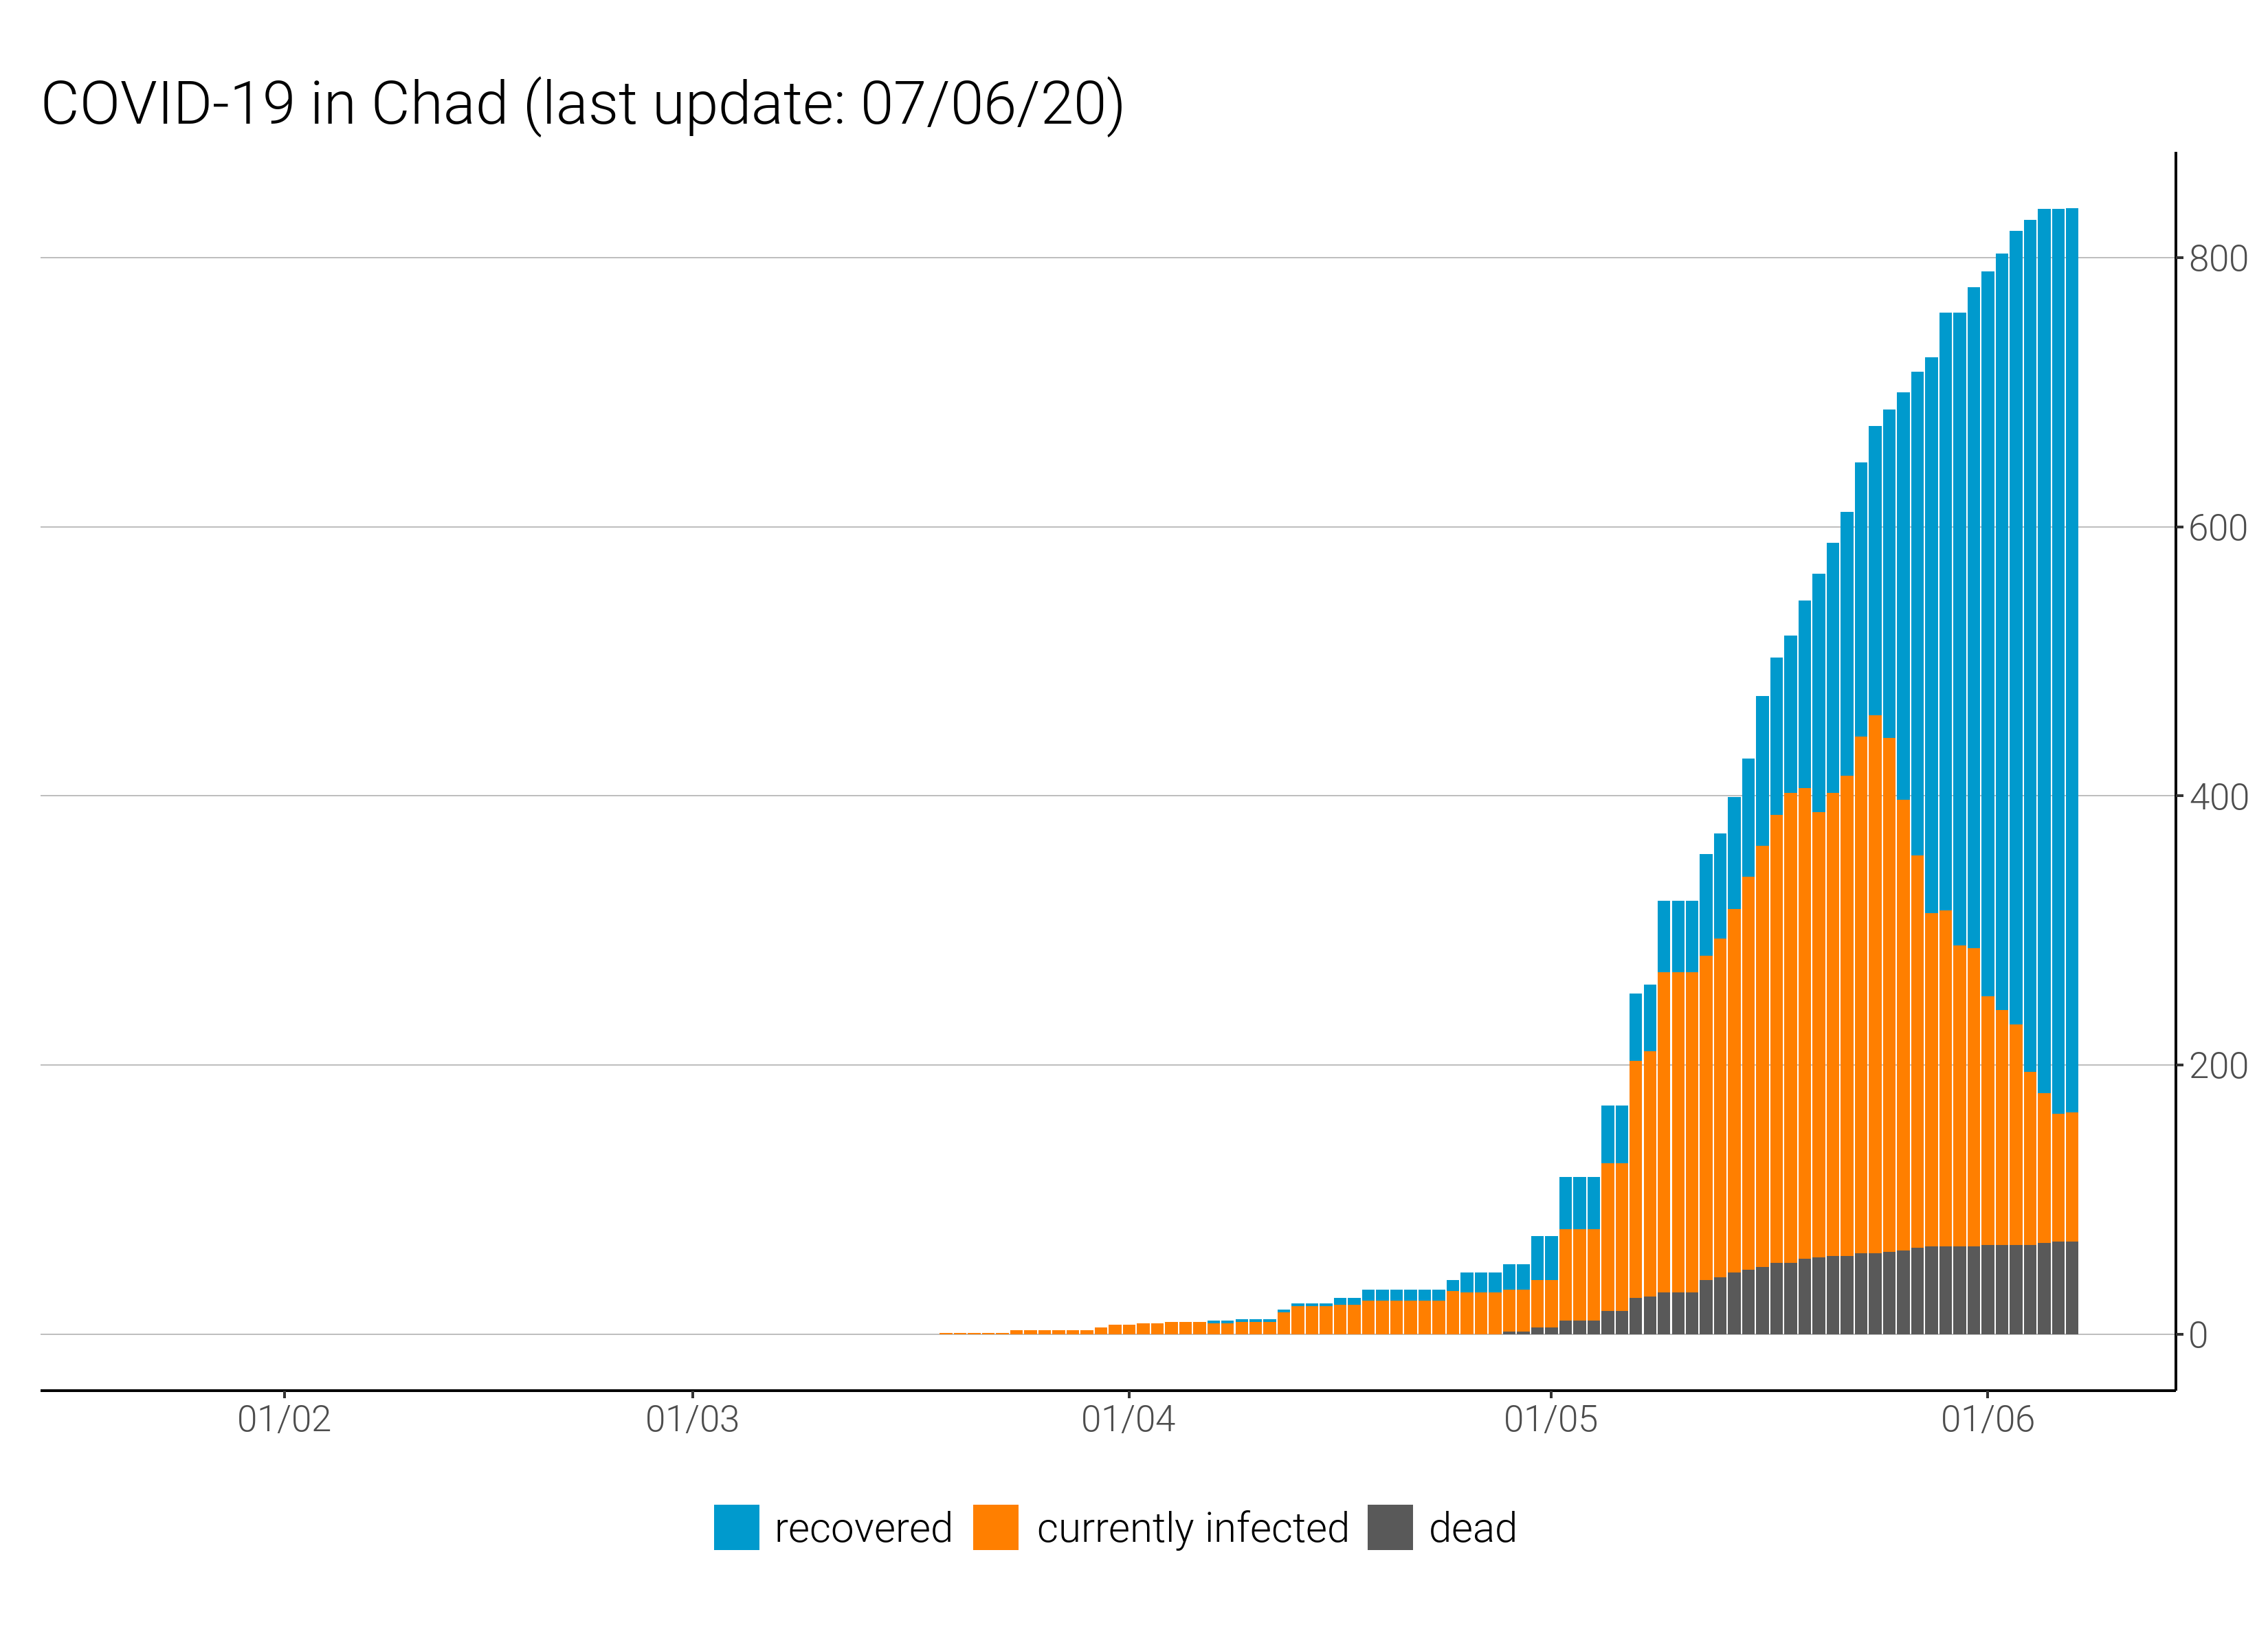 COVID-19 in Chad (last update: 07/06/20)
800
600
400
200
0
01/02 01/03 01/04 01/05 01/06
recovered currently infected dead